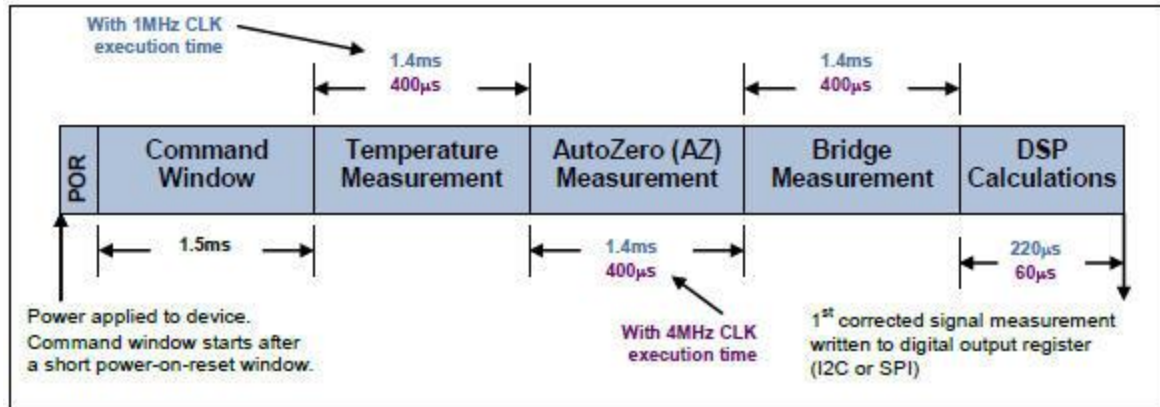 With 1MHz CLK
execution time
1.4ms
400µs
1.4ms
400µs
POR
Command
Window
Temperature
Measurement
AutoZero (AZ)
Measurement
Bridge
Measurement
DSP
Calculations
1.5ms
1.4ms
400µs
220µs
60µs
Power applied to device.
Command window starts after
a short power-on-reset window.
With 4MHz CLK
execution time
1st corrected signal measurement
written to digital output register
(I2C or SPI)